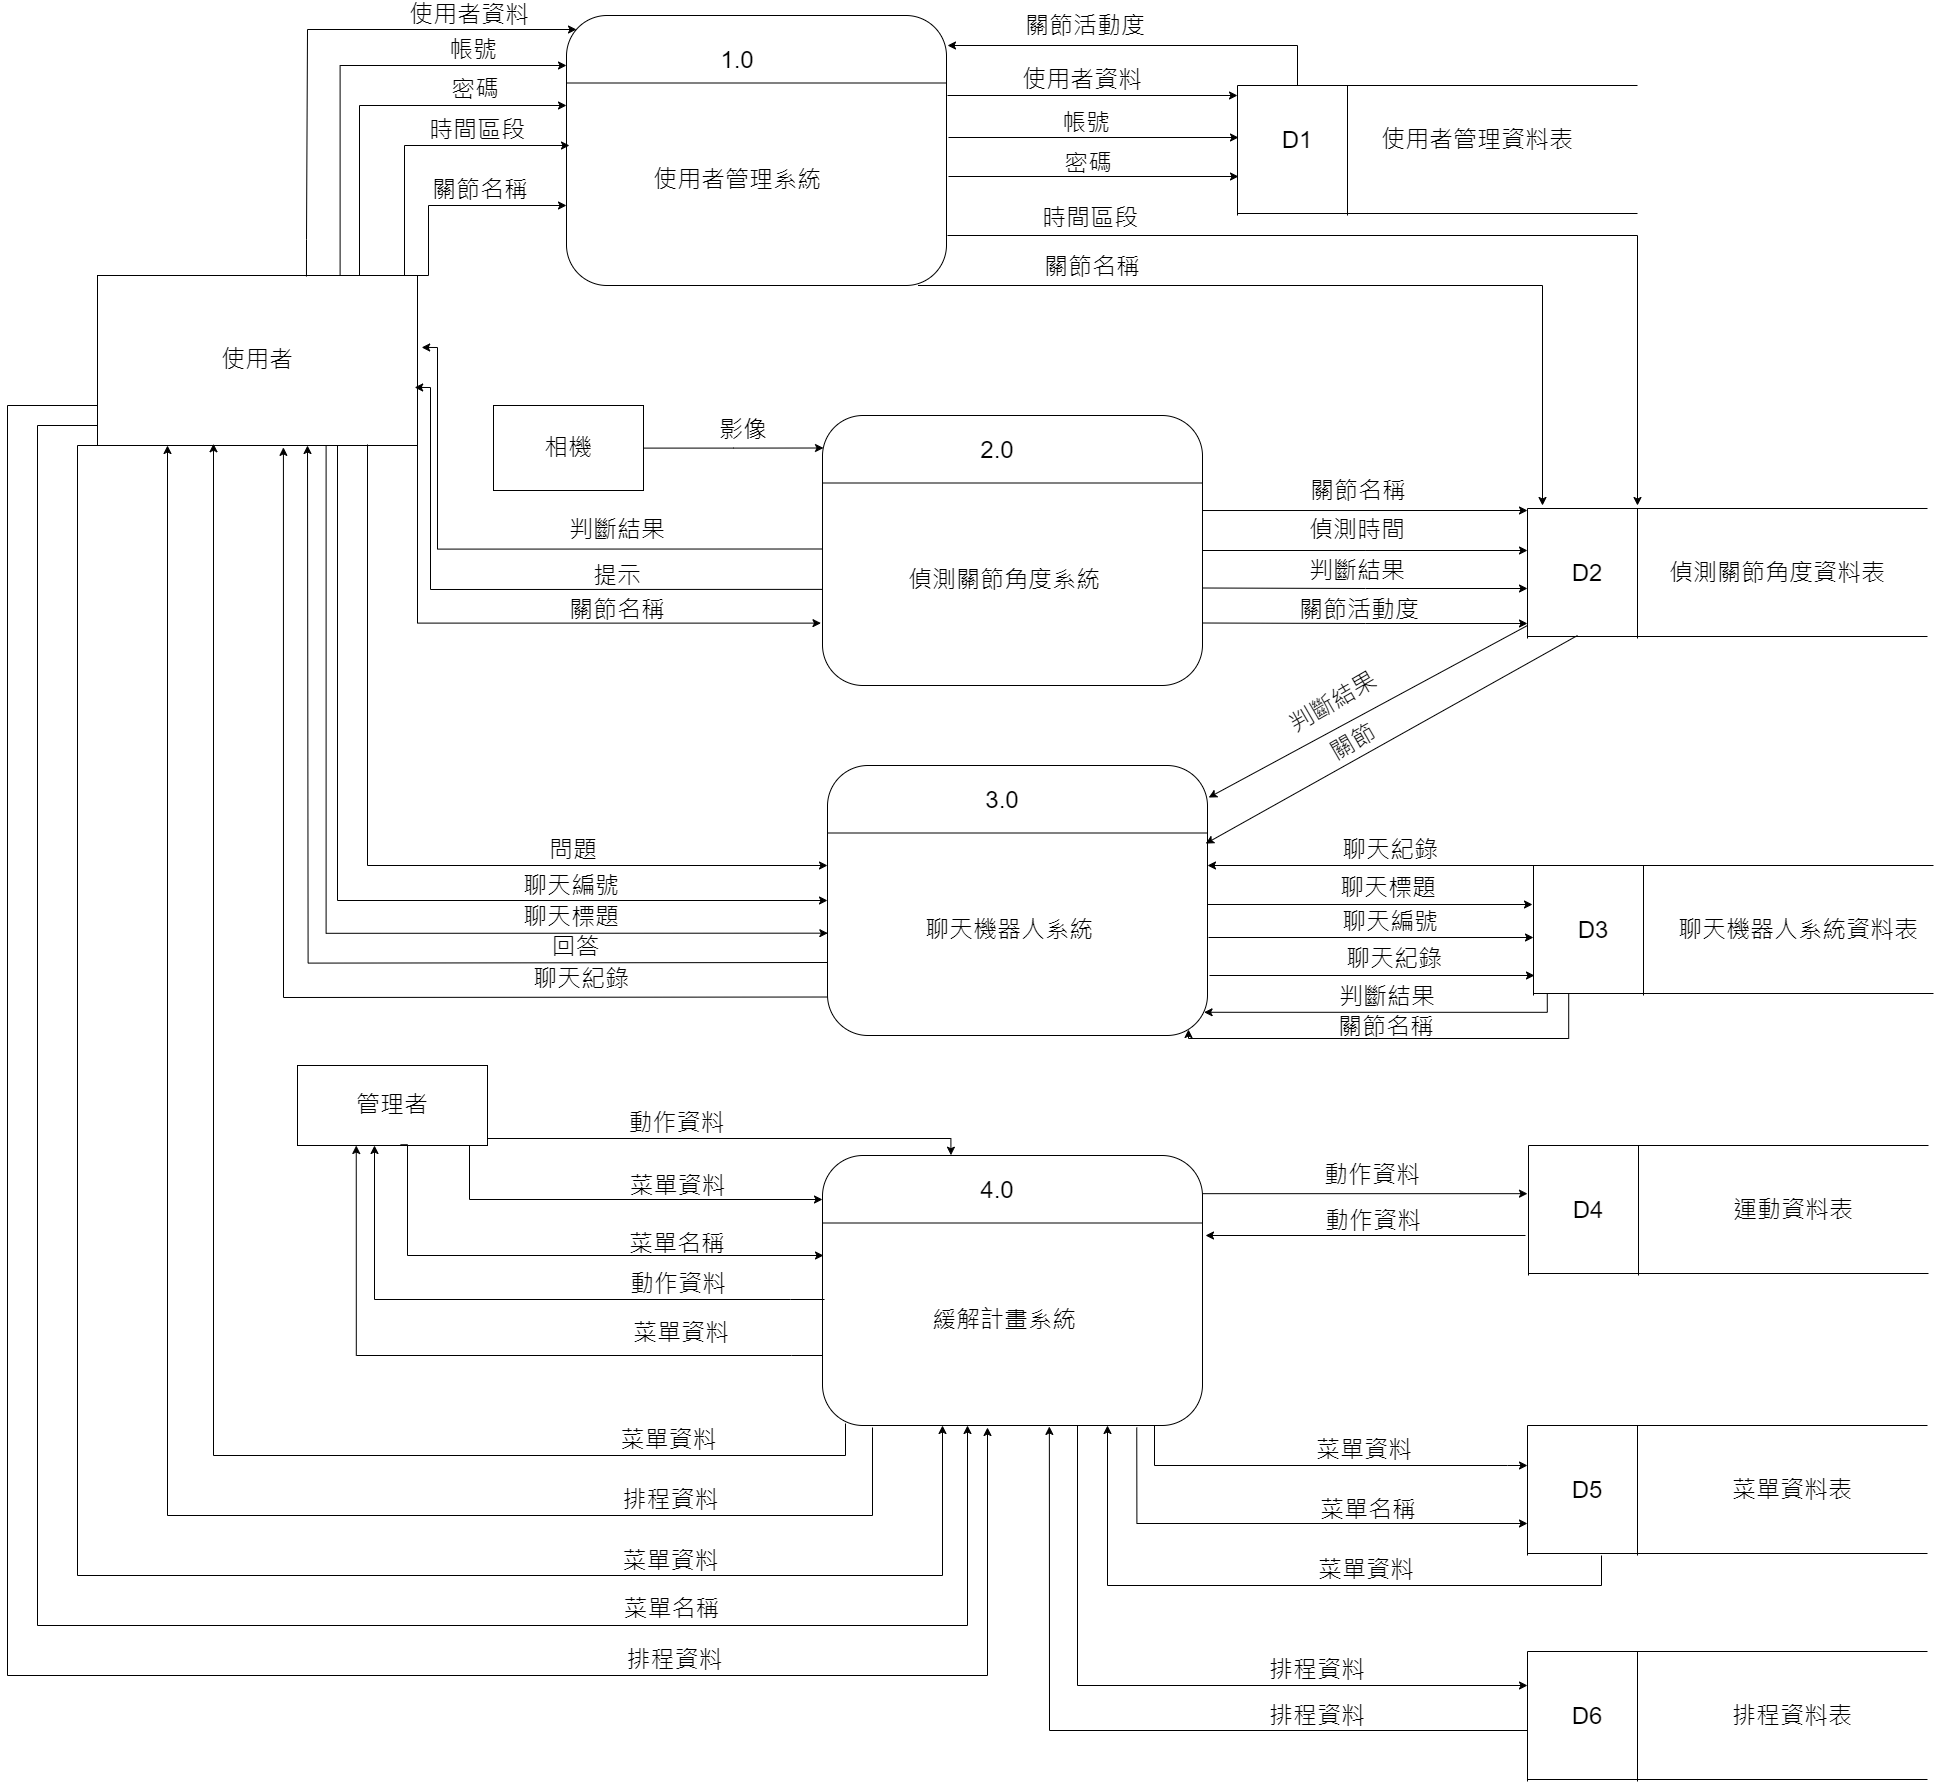 使用者資料
帳號
密碼
時間區段
關節名稱
1.0
使用者管理系統
關節活動度
使用者資料
帳號
密碼
時間區段
關節名稱
D1
使用者管理資料表
使用者
相機
影像
判斷結果
提示
關節名稱
2.0
偵測關節角度系統
關節名稱
偵測時間
判斷結果
關節活動度
D2
偵測關節角度資料表
判斷結果
關節
問題
聊天編號
聊天標題
回答
聊天紀錄
3.0
聊天機器人系統
聊天紀錄
聊天標題
聊天編號
聊天紀錄
判斷結果
關節名稱
D3
聊天機器人系統資料表
管理者
動作資料
菜單資料
菜單名稱
動作資料
菜單資料
4.0
緩解計畫系統
動作資料
動作資料
D4
運動資料表
菜單資料
排程資料
菜單資料
菜單名稱
排程資料
菜單資料
菜單名稱
菜單資料
D5
菜單資料表
排程資料
排程資料
D6
排程資料表